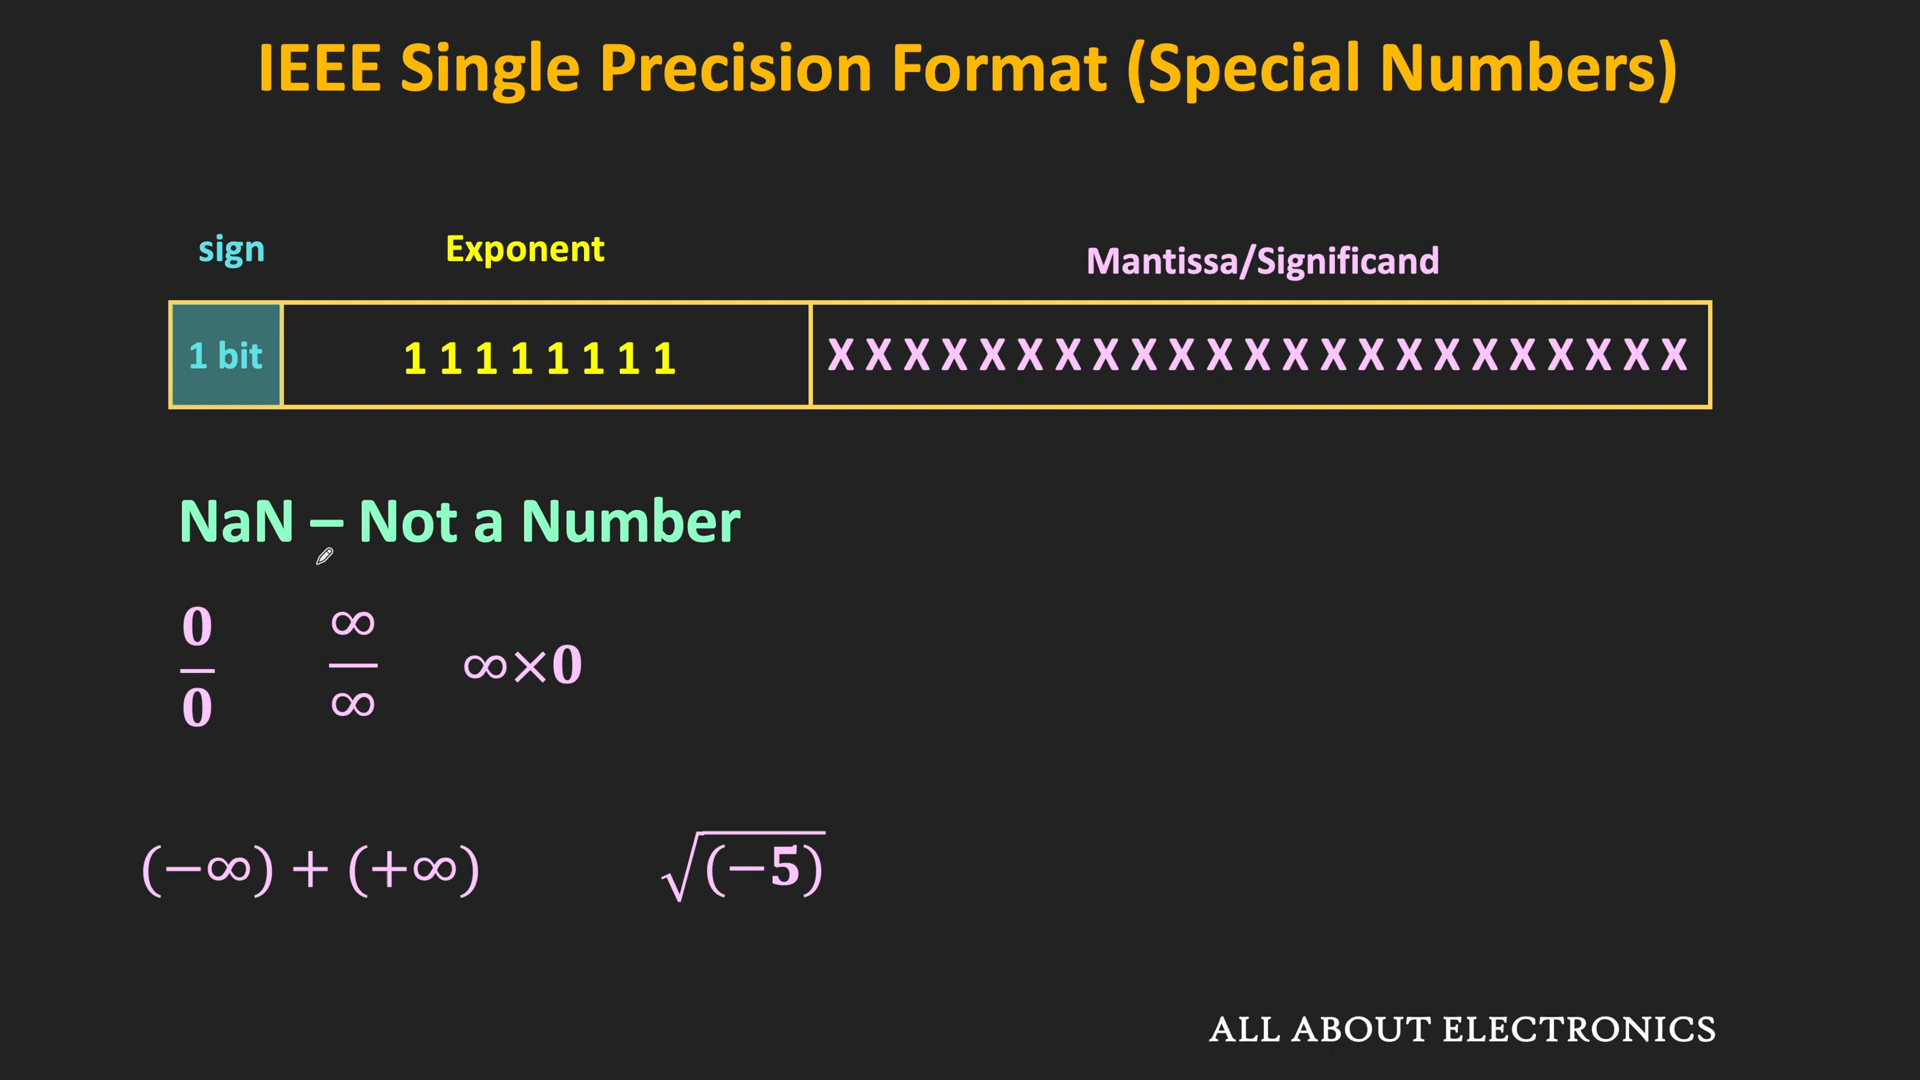 IEEE Single Precision Format (Special Numbers)
sign Exponent Mantissa/Significand
1 bit 1 1 1 1 1 1 1 1 X X X X X X X X X X X X X X X X X X X X X X X
NaN – Not a Number
0/0 ∞/∞ ∞×0
(−∞) + (+∞) √(−5)
ALL ABOUT ELECTRONICS